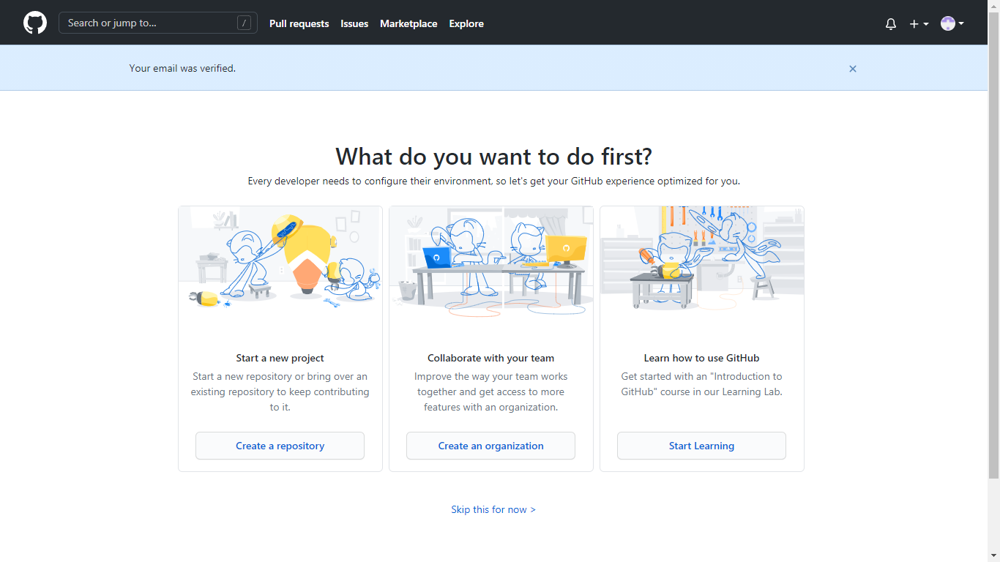 Search or jump to... /
Pull requests Issues Marketplace Explore
Your email was verified.
What do you want to do first?
Every developer needs to configure their environment, so let's get your GitHub experience optimized for you.
Start a new project
Start a new repository or bring over an
existing repository to keep contributing
to it.
Create a repository
Collaborate with your team
Improve the way your team works
together and get access to more
features with an organization.
Create an organization
Learn how to use GitHub
Get started with an "Introduction to
GitHub" course in our Learning Lab.
Start Learning
Skip this for now >